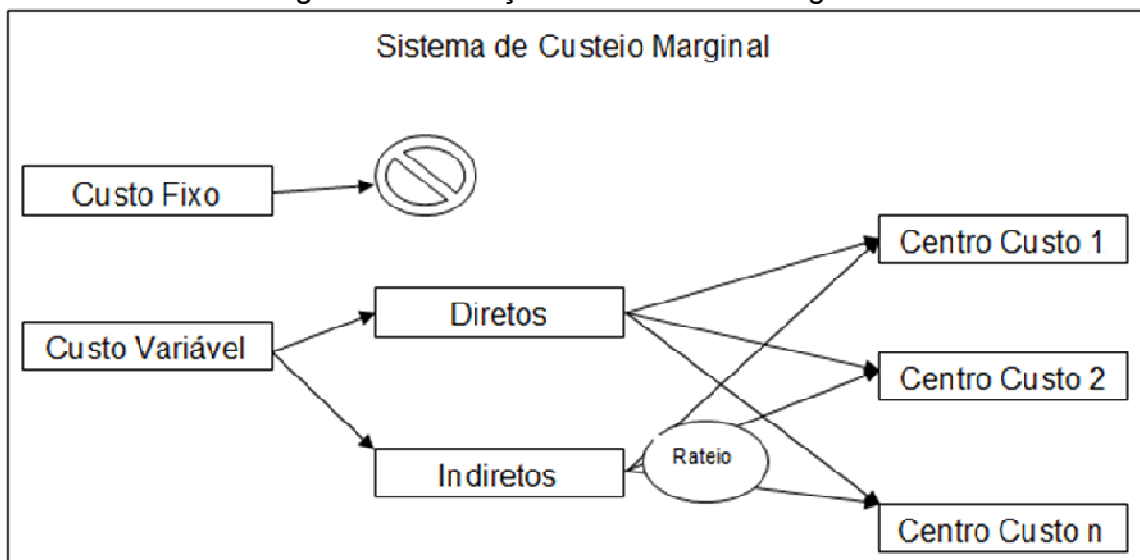 Sistema de Custeio Marginal
Custo Fixo
Centro Custo 1
Diretos
Custo Variável
Centro Custo 2
Rateio
Indiretos
Centro Custo n